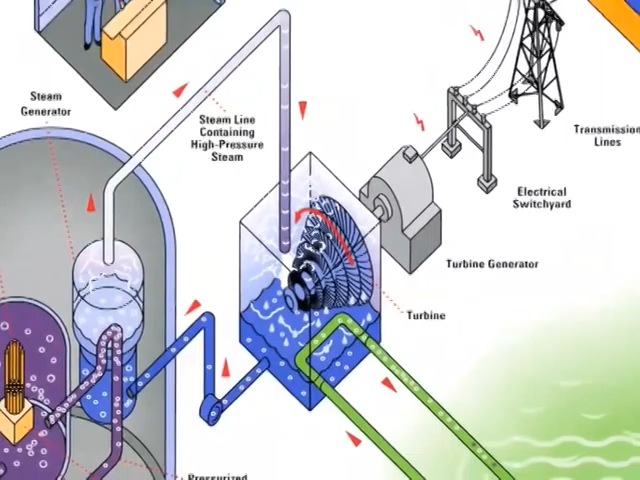 Steam
Generator
Steam Line
Containing
High-Pressure
Steam
Transmission
Lines
Electrical
Switchyard
Turbine Generator
Turbine
Pressurized